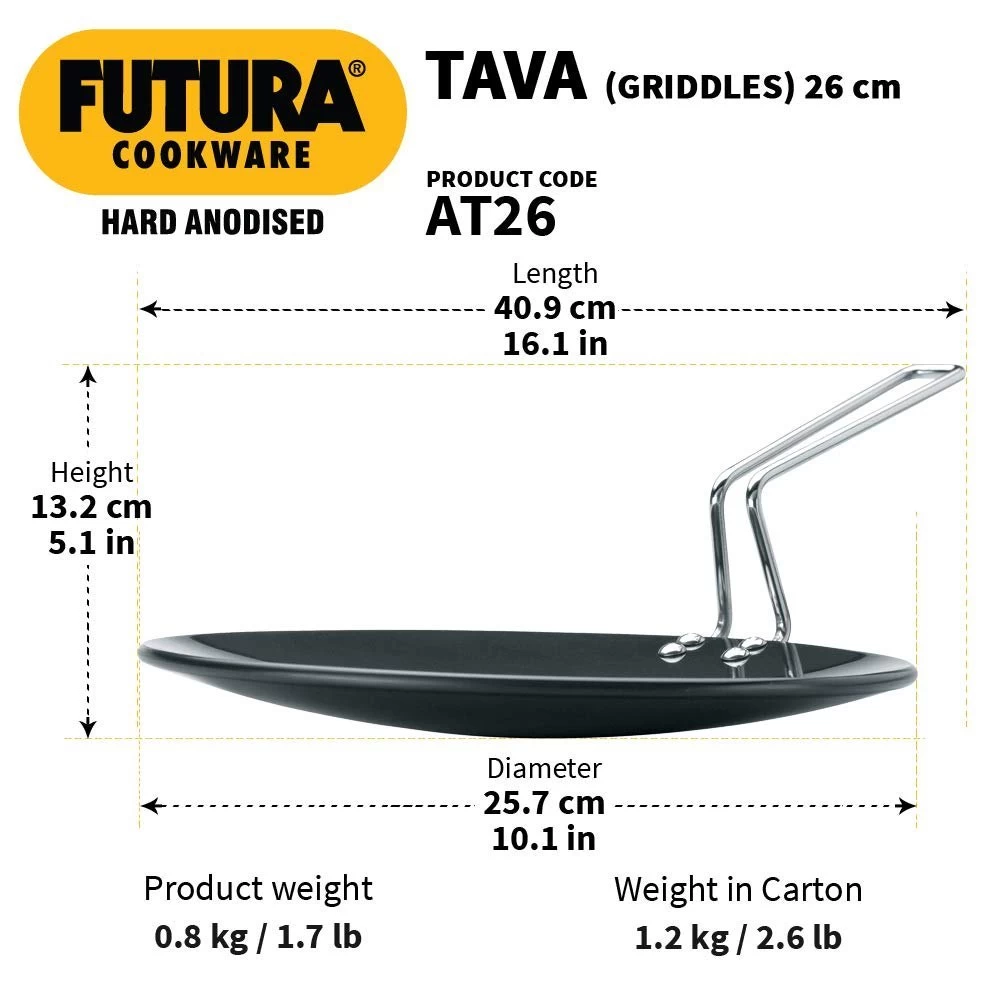 FUTURA®
COOKWARE
HARD ANODISED
TAVA (GRIDDLES) 26 cm
PRODUCT CODE
AT26
Length
40.9 cm
16.1 in
Height
13.2 cm
5.1 in
Diameter
25.7 cm
10.1 in
Product weight
0.8 kg / 1.7 lb
Weight in Carton
1.2 kg / 2.6 lb